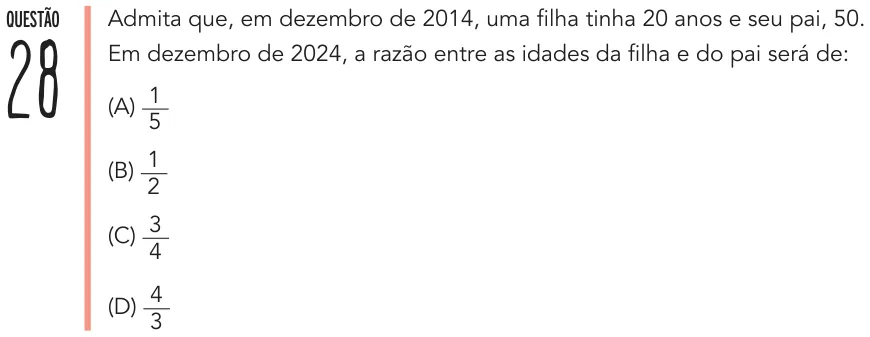 QUESTÃO
28
Admita que, em dezembro de 2014, uma filha tinha 20 anos e seu pai, 50.
Em dezembro de 2024, a razão entre as idades da filha e do pai será de:
(A) 1/5
(B) 1/2
(C) 3/4
(D) 4/3